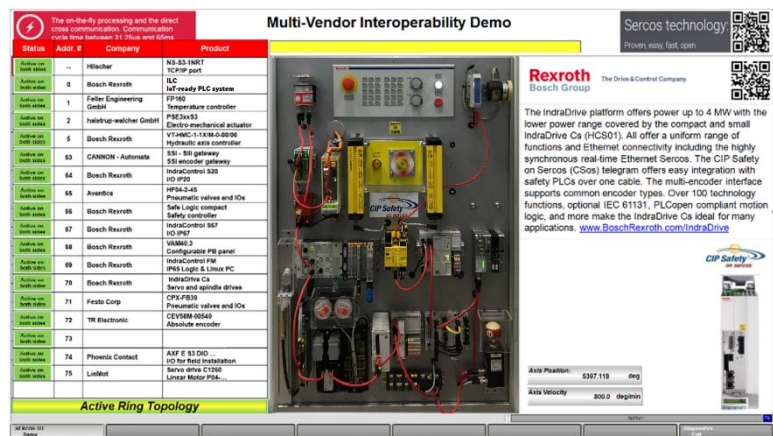 The on-the-fly processing and the direct
cross communication. Communication
cycle time between 31.25us and 65ms
Multi-Vendor Interoperability Demo
Sercos technology:
Proven, easy, fast, open
Status Addr. # Company Product
Active on both sides -- Hilscher NS-S3-1NRT TCP/IP port
Active on both sides 0 Bosch Rexroth ILC IoT-ready PLC system
Active on both sides 1 Feller Engineering GmbH FP160 Temperature controller
Active on both sides 2 halstrup-walcher GmbH PSE3xxS3 Electro-mechanical actuator
Active on both sides 5 Bosch Rexroth VT-HMC-1-1X/M-0-00/00 Hydraulic axis controller
Active on both sides 53 CANNON - Automata SSI - SIII gateway SSI encoder gateway
Active on both sides 64 Bosch Rexroth IndraControl S20 I/O IP20
Active on both sides 65 Aventics HF04-2-45 Pneumatic valves and IOs
Active on both sides 66 Bosch Rexroth Safe Logic compact Safety controller
Active on both sides 67 Bosch Rexroth IndraControl S67 I/O IP67
Active on both sides 68 Bosch Rexroth VAM40.3 Configurable PB panel
Active on both sides 69 Bosch Rexroth IndraControl FM IP65 Logic & Linux PC
Active on both sides 70 Bosch Rexroth IndraDrive Cs Servo and spindle drives
Active on both sides 71 Festo Corp CPX-FB39 Pneumatic valves and IOs
Active on both sides 72 TR Electronic CEV58M-00540 Absolute encoder
Active on both sides 73
Active on both sides 74 Phoenix Contact AXF E S3 DIO ... I/O for field installation
Active on both sides 75 LinMot Servo drive C1250 Linear Motor P04-...
Active Ring Topology
CIP Safety
Rexroth
Bosch Group
The Drive & Control Company
The IndraDrive platform offers power up to 4 MW with the
lower power range covered by the compact and small
IndraDrive Cs (HCS01). All offer a uniform range of
functions and Ethernet connectivity including the highly
synchronous real-time Ethernet Sercos. The CIP Safety
on Sercos (CSos) telegram offers easy integration with
safety PLCs over one cable. The multi-encoder interface
supports common encoder types. Over 100 technology
functions, optional IEC 61131, PLCopen compliant motion
logic, and more make the IndraDrive Cs ideal for many
applications. www.BoschRexroth.com/IndraDrive
CIP Safety
on sercos
Axis Position:
5397.118 deg
Axis Velocity
800.0 deg/min
SERCOS III
Demo
Diagnostics
Exit